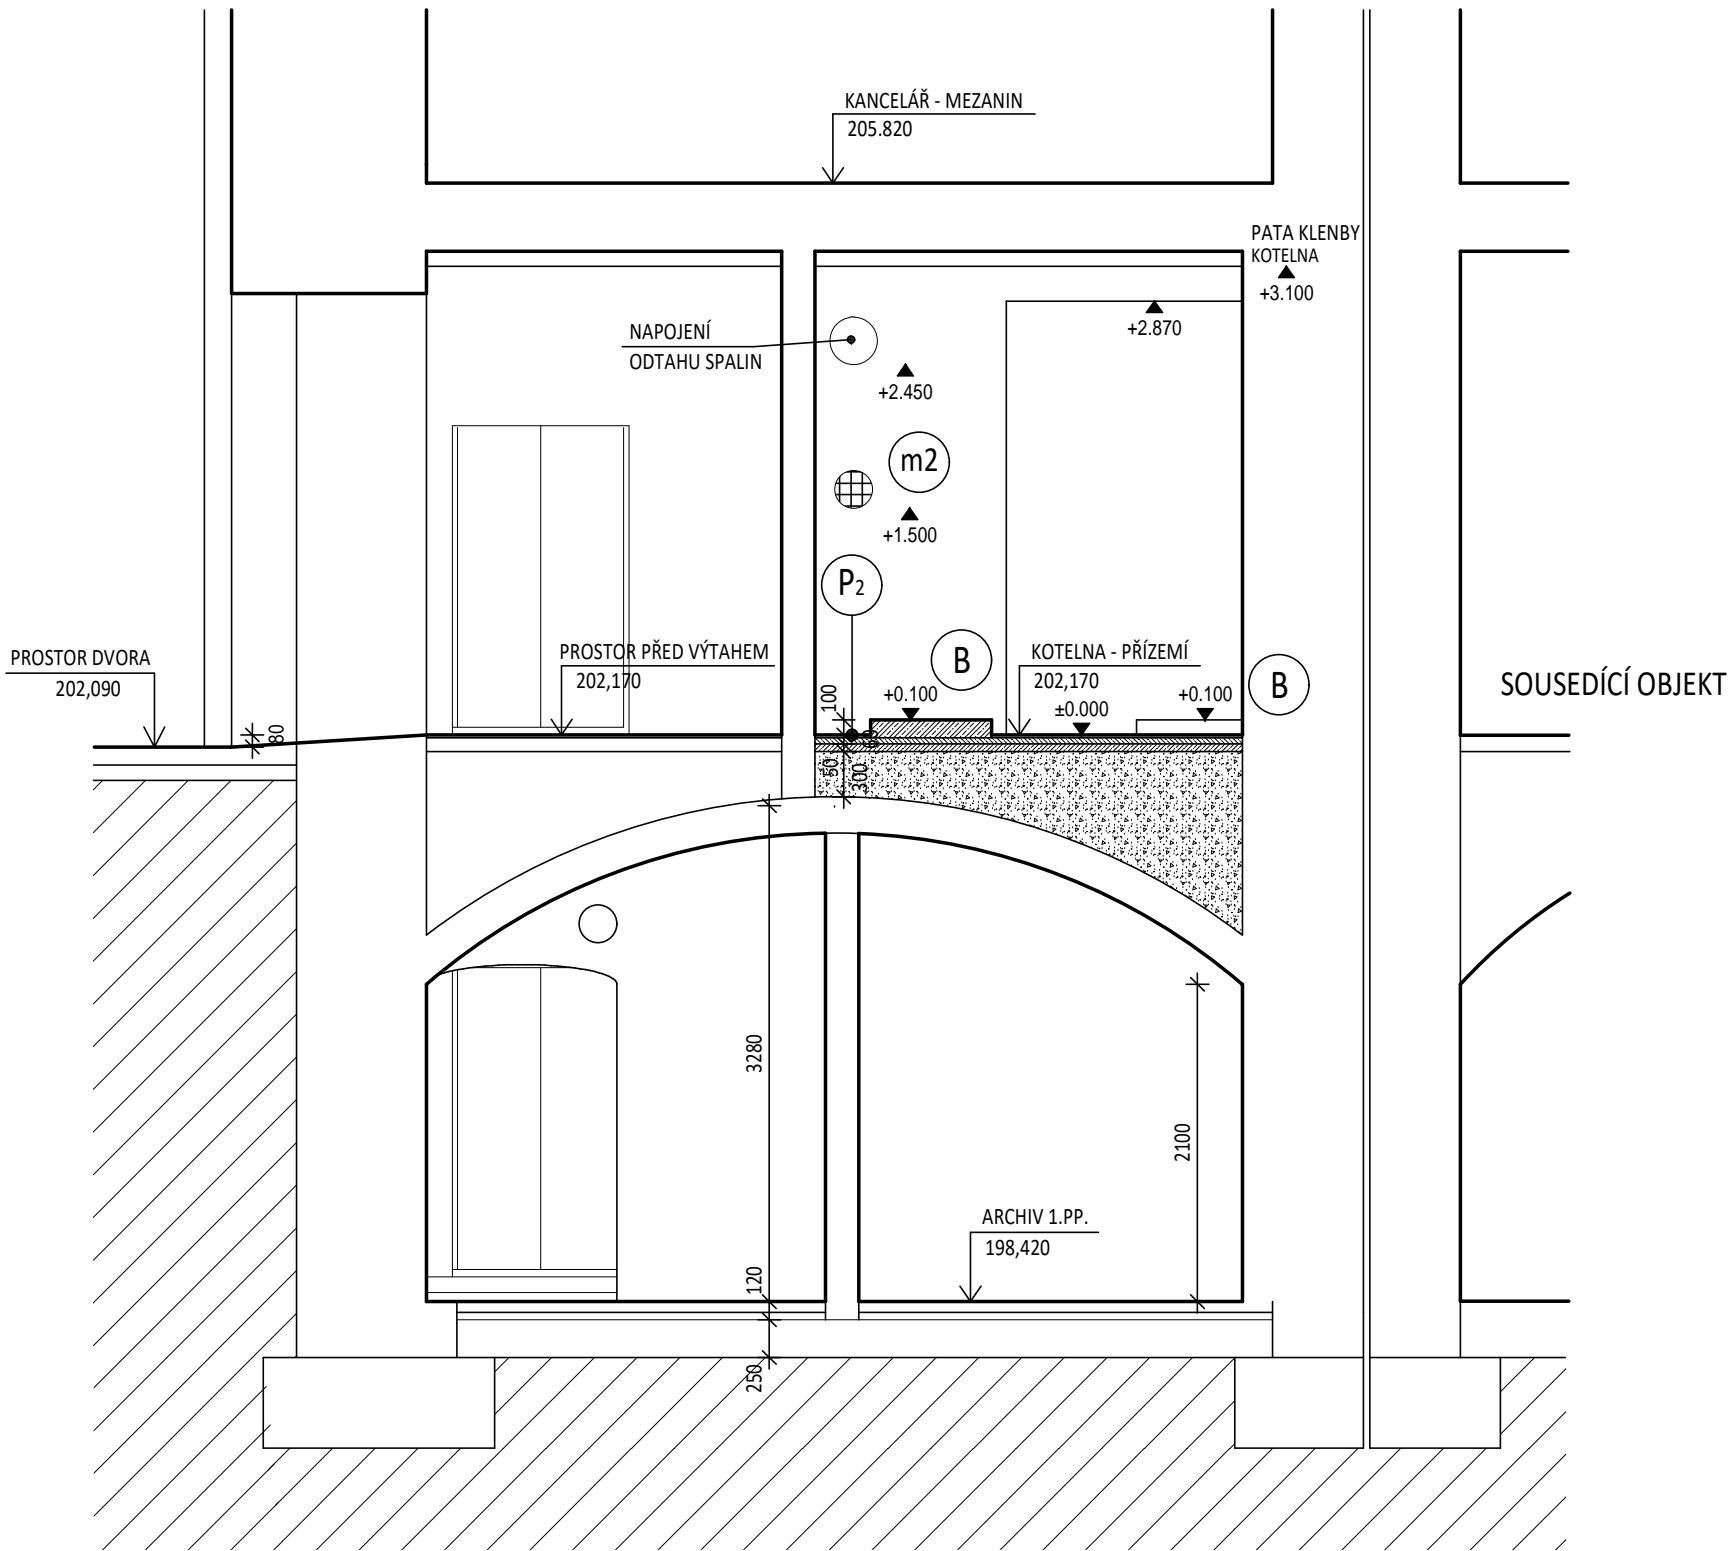 KANCELÁŘ - MEZANIN
205.820
PATA KLENBY
KOTELNA
+3.100
+2.870
NAPOJENÍ
ODTAHU SPALIN
+2.450
m2
+1.500
P2
PROSTOR DVORA
202,090
PROSTOR PŘED VÝTAHEM
202,170
B
KOTELNA - PŘÍZEMÍ
202,170
B
SOUSEDÍCÍ OBJEKT
+0.100
+0.100
±0.000
100
80
60
50
300
3280
2100
ARCHIV 1.PP.
198,420
120
250